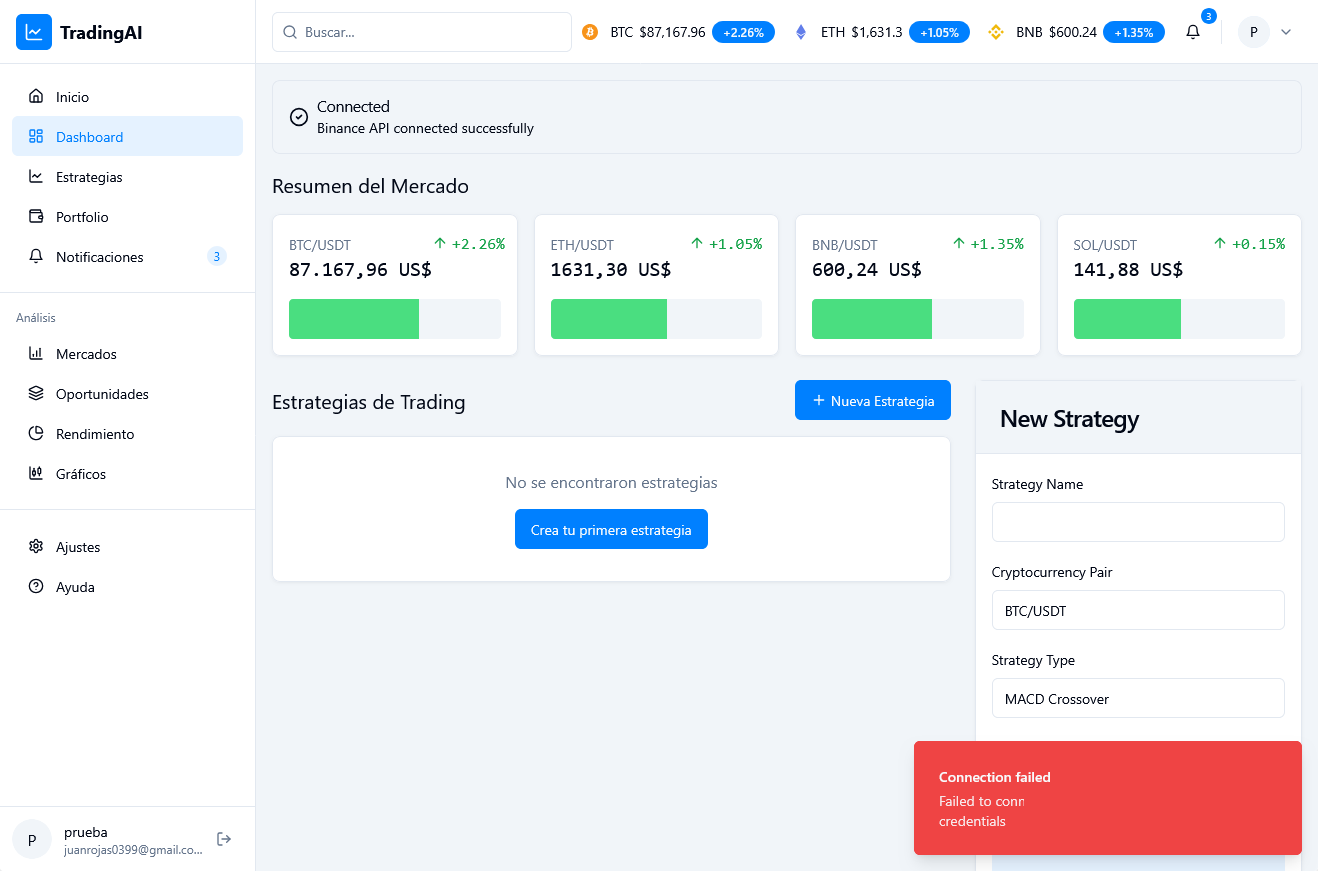 TradingAI
Buscar...
BTC $87,167.96 +2.26%
ETH $1,631.3 +1.05%
BNB $600.24 +1.35%
3
P
Inicio
Dashboard
Estrategias
Portfolio
Notificaciones 3
Análisis
Mercados
Oportunidades
Rendimiento
Gráficos
Ajustes
Ayuda
P
prueba
juanrojas0399@gmail.co...
Connected
Binance API connected successfully
Resumen del Mercado
BTC/USDT +2.26%
87.167,96 US$
ETH/USDT +1.05%
1631,30 US$
BNB/USDT +1.35%
600,24 US$
SOL/USDT +0.15%
141,88 US$
Estrategias de Trading
Nueva Estrategia
No se encontraron estrategias
Crea tu primera estrategia
New Strategy
Strategy Name
Cryptocurrency Pair
BTC/USDT
Strategy Type
MACD Crossover
Connection failed
Failed to
credentials